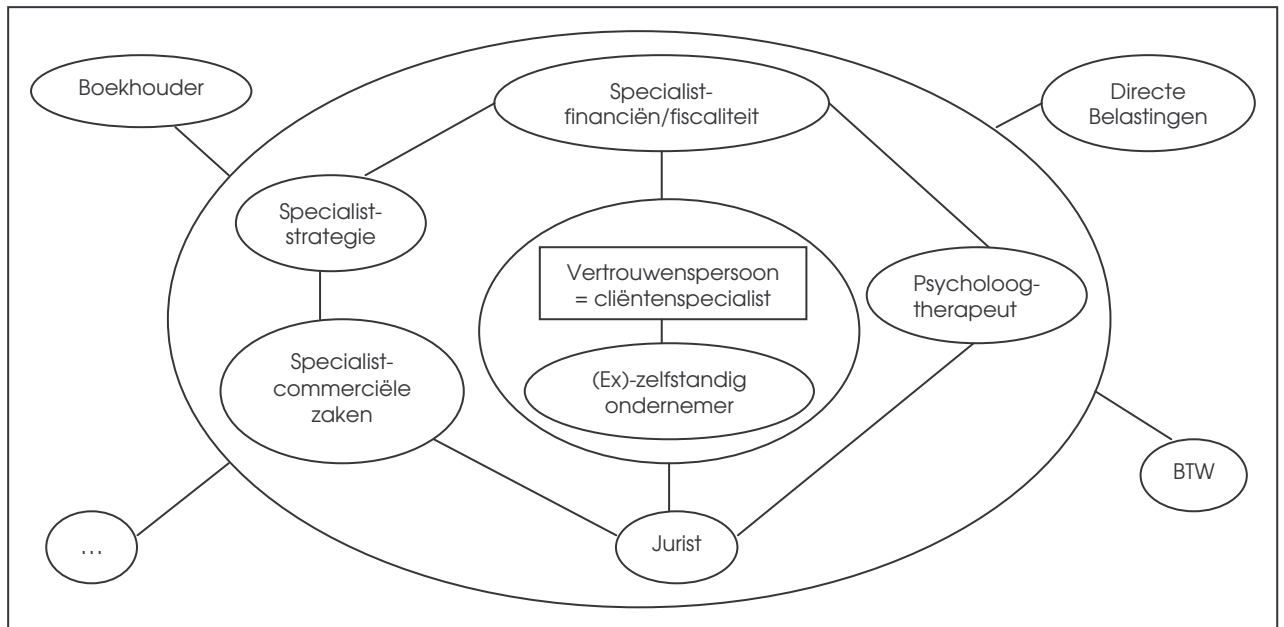 Boekhouder
Specialist-
financiën/fiscaliteit
Directe
Belastingen
Specialist-
strategie
Vertrouwenspersoon
= cliëntenspecialist
Psycholoog-
therapeut
Specialist-
commerciële
zaken
(Ex)-zelfstandig
ondernemer
BTW
...
Jurist